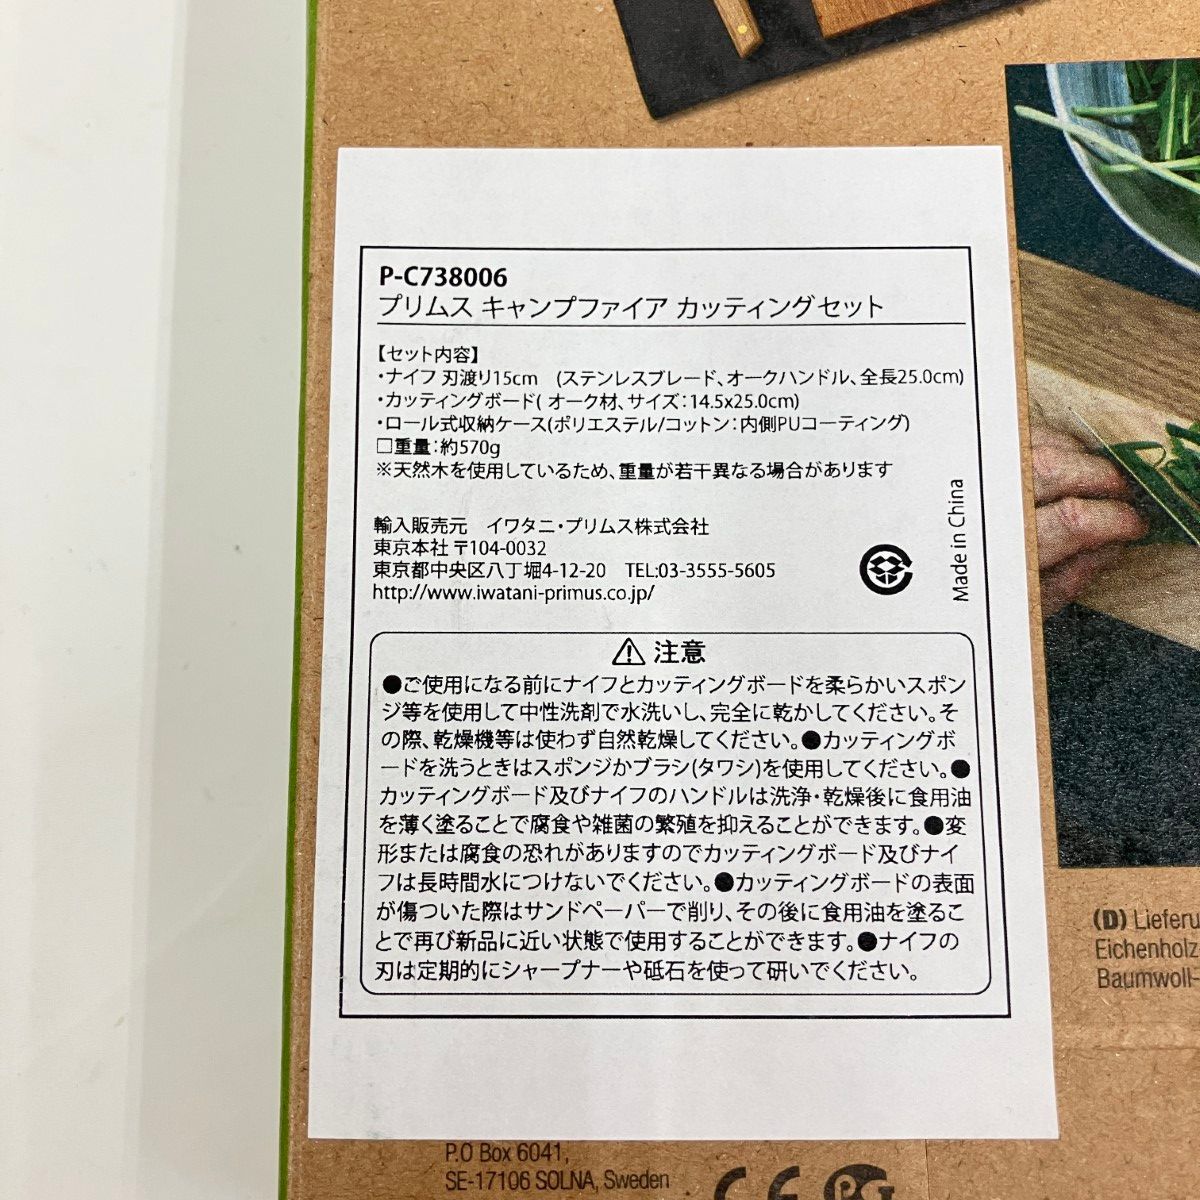 P-C738006
プリムス キャンプファイア カッティングセット
【セット内容】
・ナイフ 刃渡り15cm (ステンレスブレード、オークハンドル、全長25.0cm)
・カッティングボード( オーク材、サイズ：14.5x25.0cm)
・ロール式収納ケース(ポリエステル/コットン：内側PUコーティング)
□重量：約570g
※天然木を使用しているため、重量が若干異なる場合があります
輸入販売元 イワタニ・プリムス株式会社
東京本社 〒104-0032
東京都中央区八丁堀4-12-20 TEL:03-3555-5605
http://www.iwatani-primus.co.jp/
Made in China
⚠ 注意
●ご使用になる前にナイフとカッティングボードを柔らかいスポン
ジ等を使用して中性洗剤で水洗いし、完全に乾かしてください。そ
の際、乾燥機等は使わず自然乾燥してください。●カッティングボ
ードを洗うときはスポンジかブラシ(タワシ)を使用してください。●
カッティングボード及びナイフのハンドルは洗浄・乾燥後に食用油
を薄く塗ることで腐食や雑菌の繁殖を抑えることができます。●変
形または腐食の恐れがありますのでカッティングボード及びナイ
フは長時間水につけないでください。●カッティングボードの表面
が傷ついた際はサンドペーパーで削り、その後に食用油を塗るこ
とで再び新品に近い状態で使用することができます。●ナイフの
刃は定期的にシャープナーや砥石を使って研いでください。
(D) Lieferu
Eichenholz
Baumwoll-
P.O Box 6041,
SE-17106 SOLNA, Sweden
CE PG